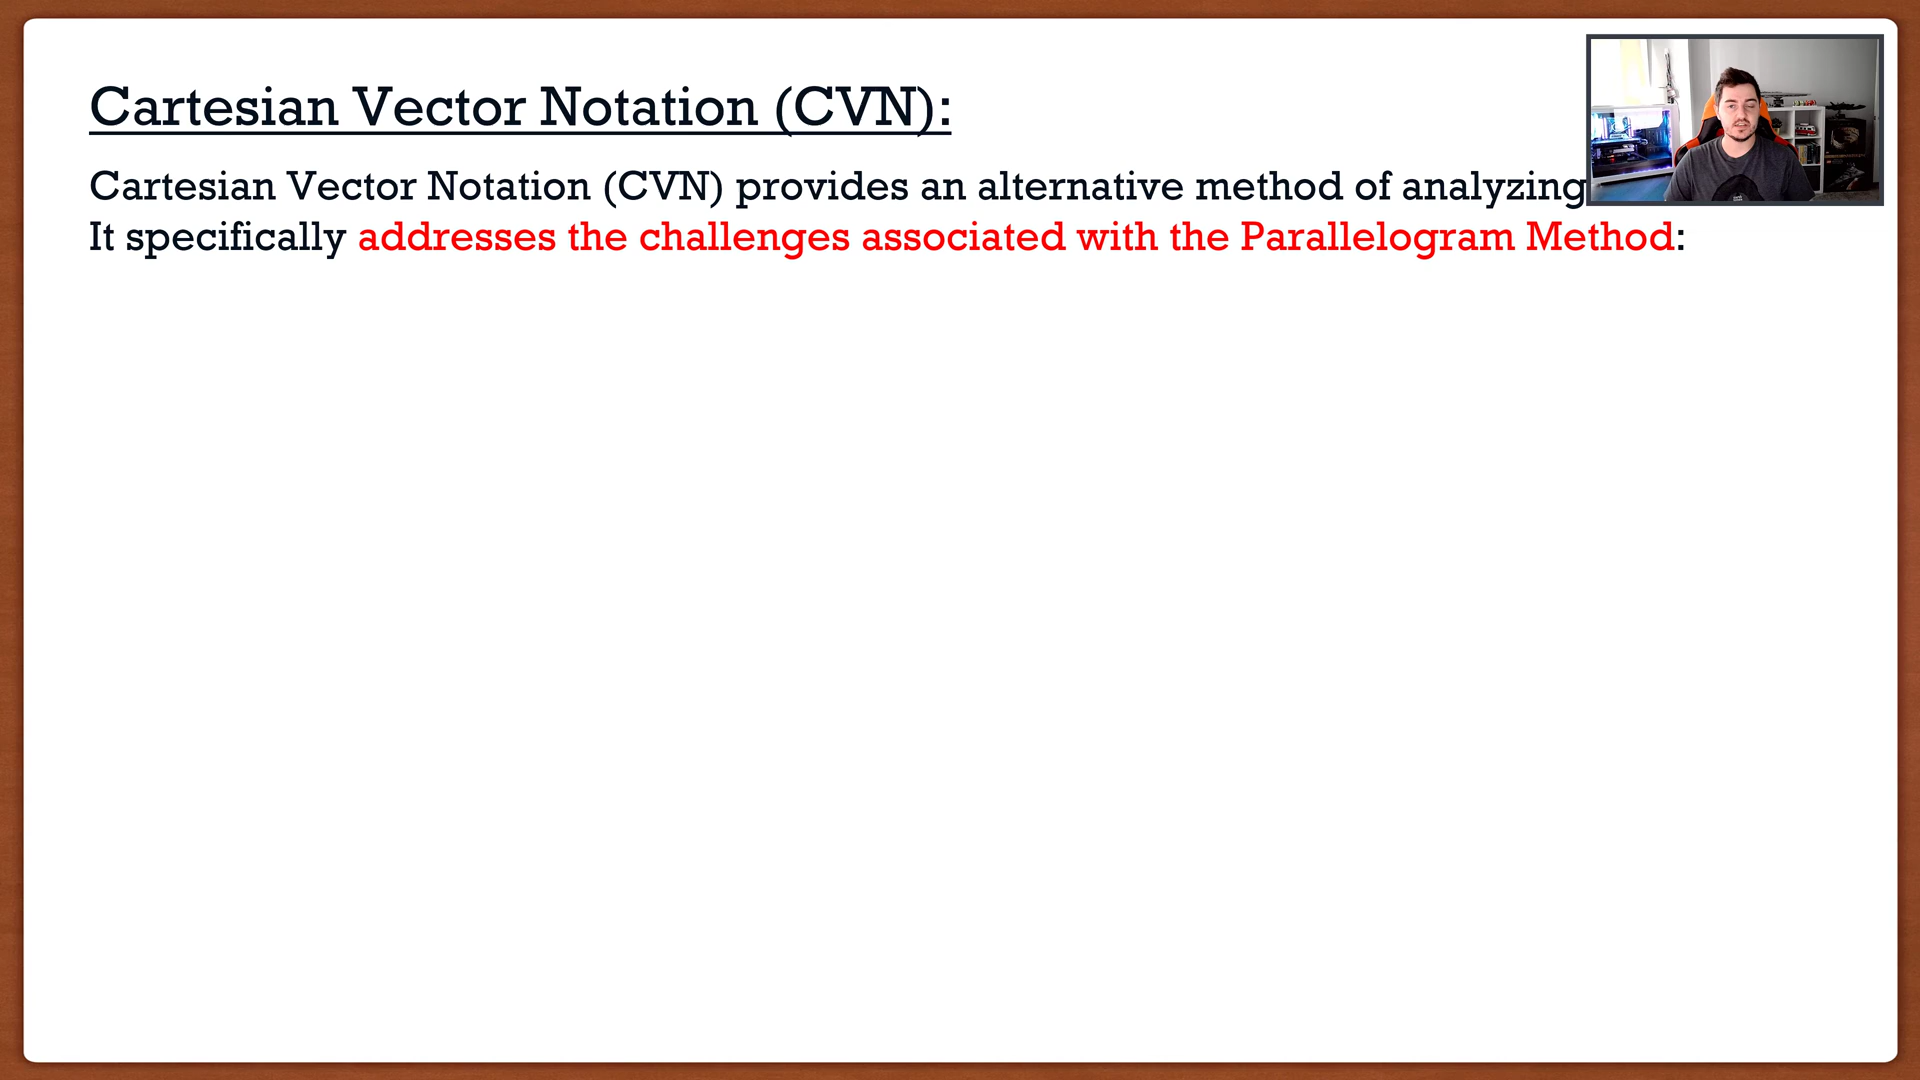 Cartesian Vector Notation (CVN):
Cartesian Vector Notation (CVN) provides an alternative method of analyzing
It specifically addresses the challenges associated with the Parallelogram Method: